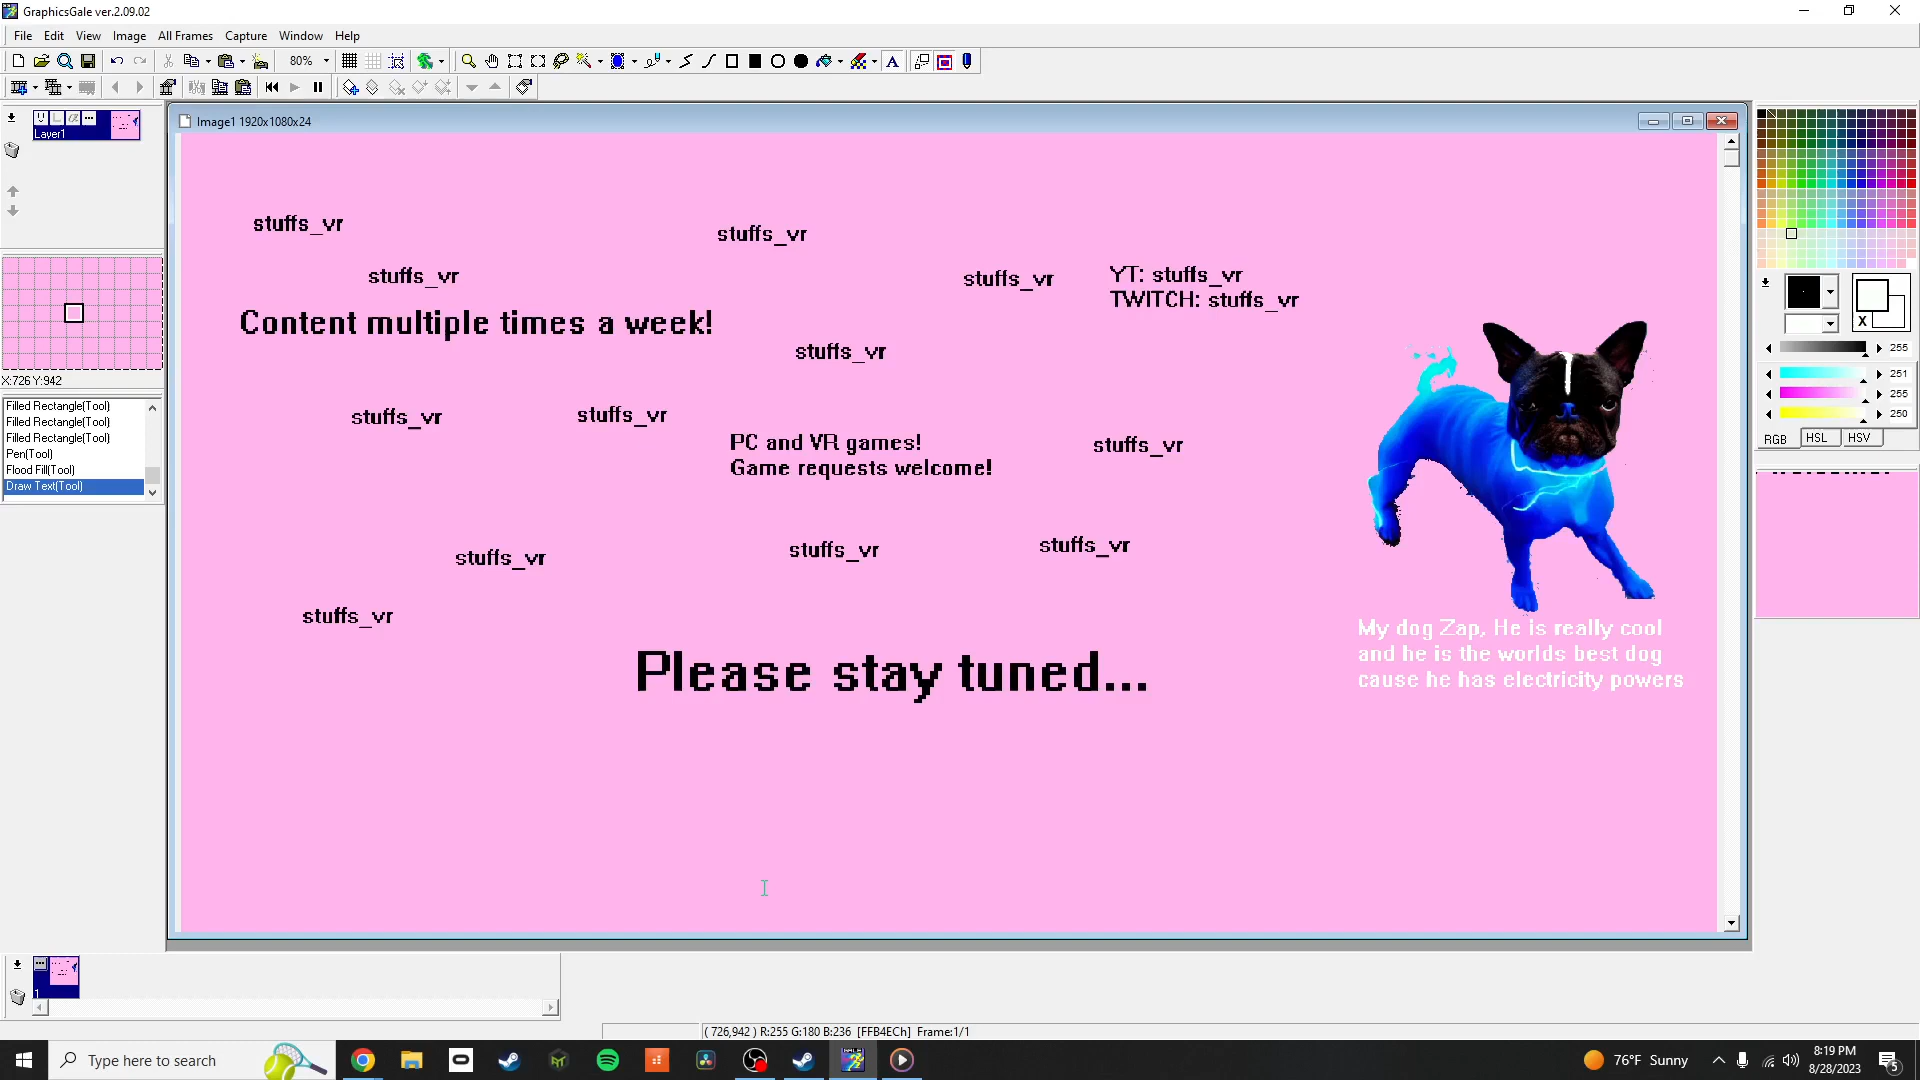 GraphicsGale ver.2.09.02
File Edit View Image All Frames Capture Window Help
80%
Layer1
Image1 1920x1080x24
stuffs_vr
stuffs_vr
stuffs_vr
stuffs_vr
YT: stuffs_vr
TWITCH: stuffs_vr
Content multiple times a week!
stuffs_vr
stuffs_vr
stuffs_vr
PC and VR games!
Game requests welcome!
stuffs_vr
stuffs_vr
stuffs_vr
stuffs_vr
stuffs_vr
Please stay tuned...
My dog Zap, He is really cool
and he is the worlds best dog
cause he has electricity powers
X:726 Y:942
Filled Rectangle(Tool)
Filled Rectangle(Tool)
Filled Rectangle(Tool)
Pen(Tool)
Flood Fill(Tool)
Draw Text(Tool)
X
255
251
255
250
RGB HSL HSV
1
( 726,942 ) R:255 G:180 B:236 [FFB4ECh] Frame:1/1
Type here to search
76°F Sunny
8:19 PM
8/28/2023
5